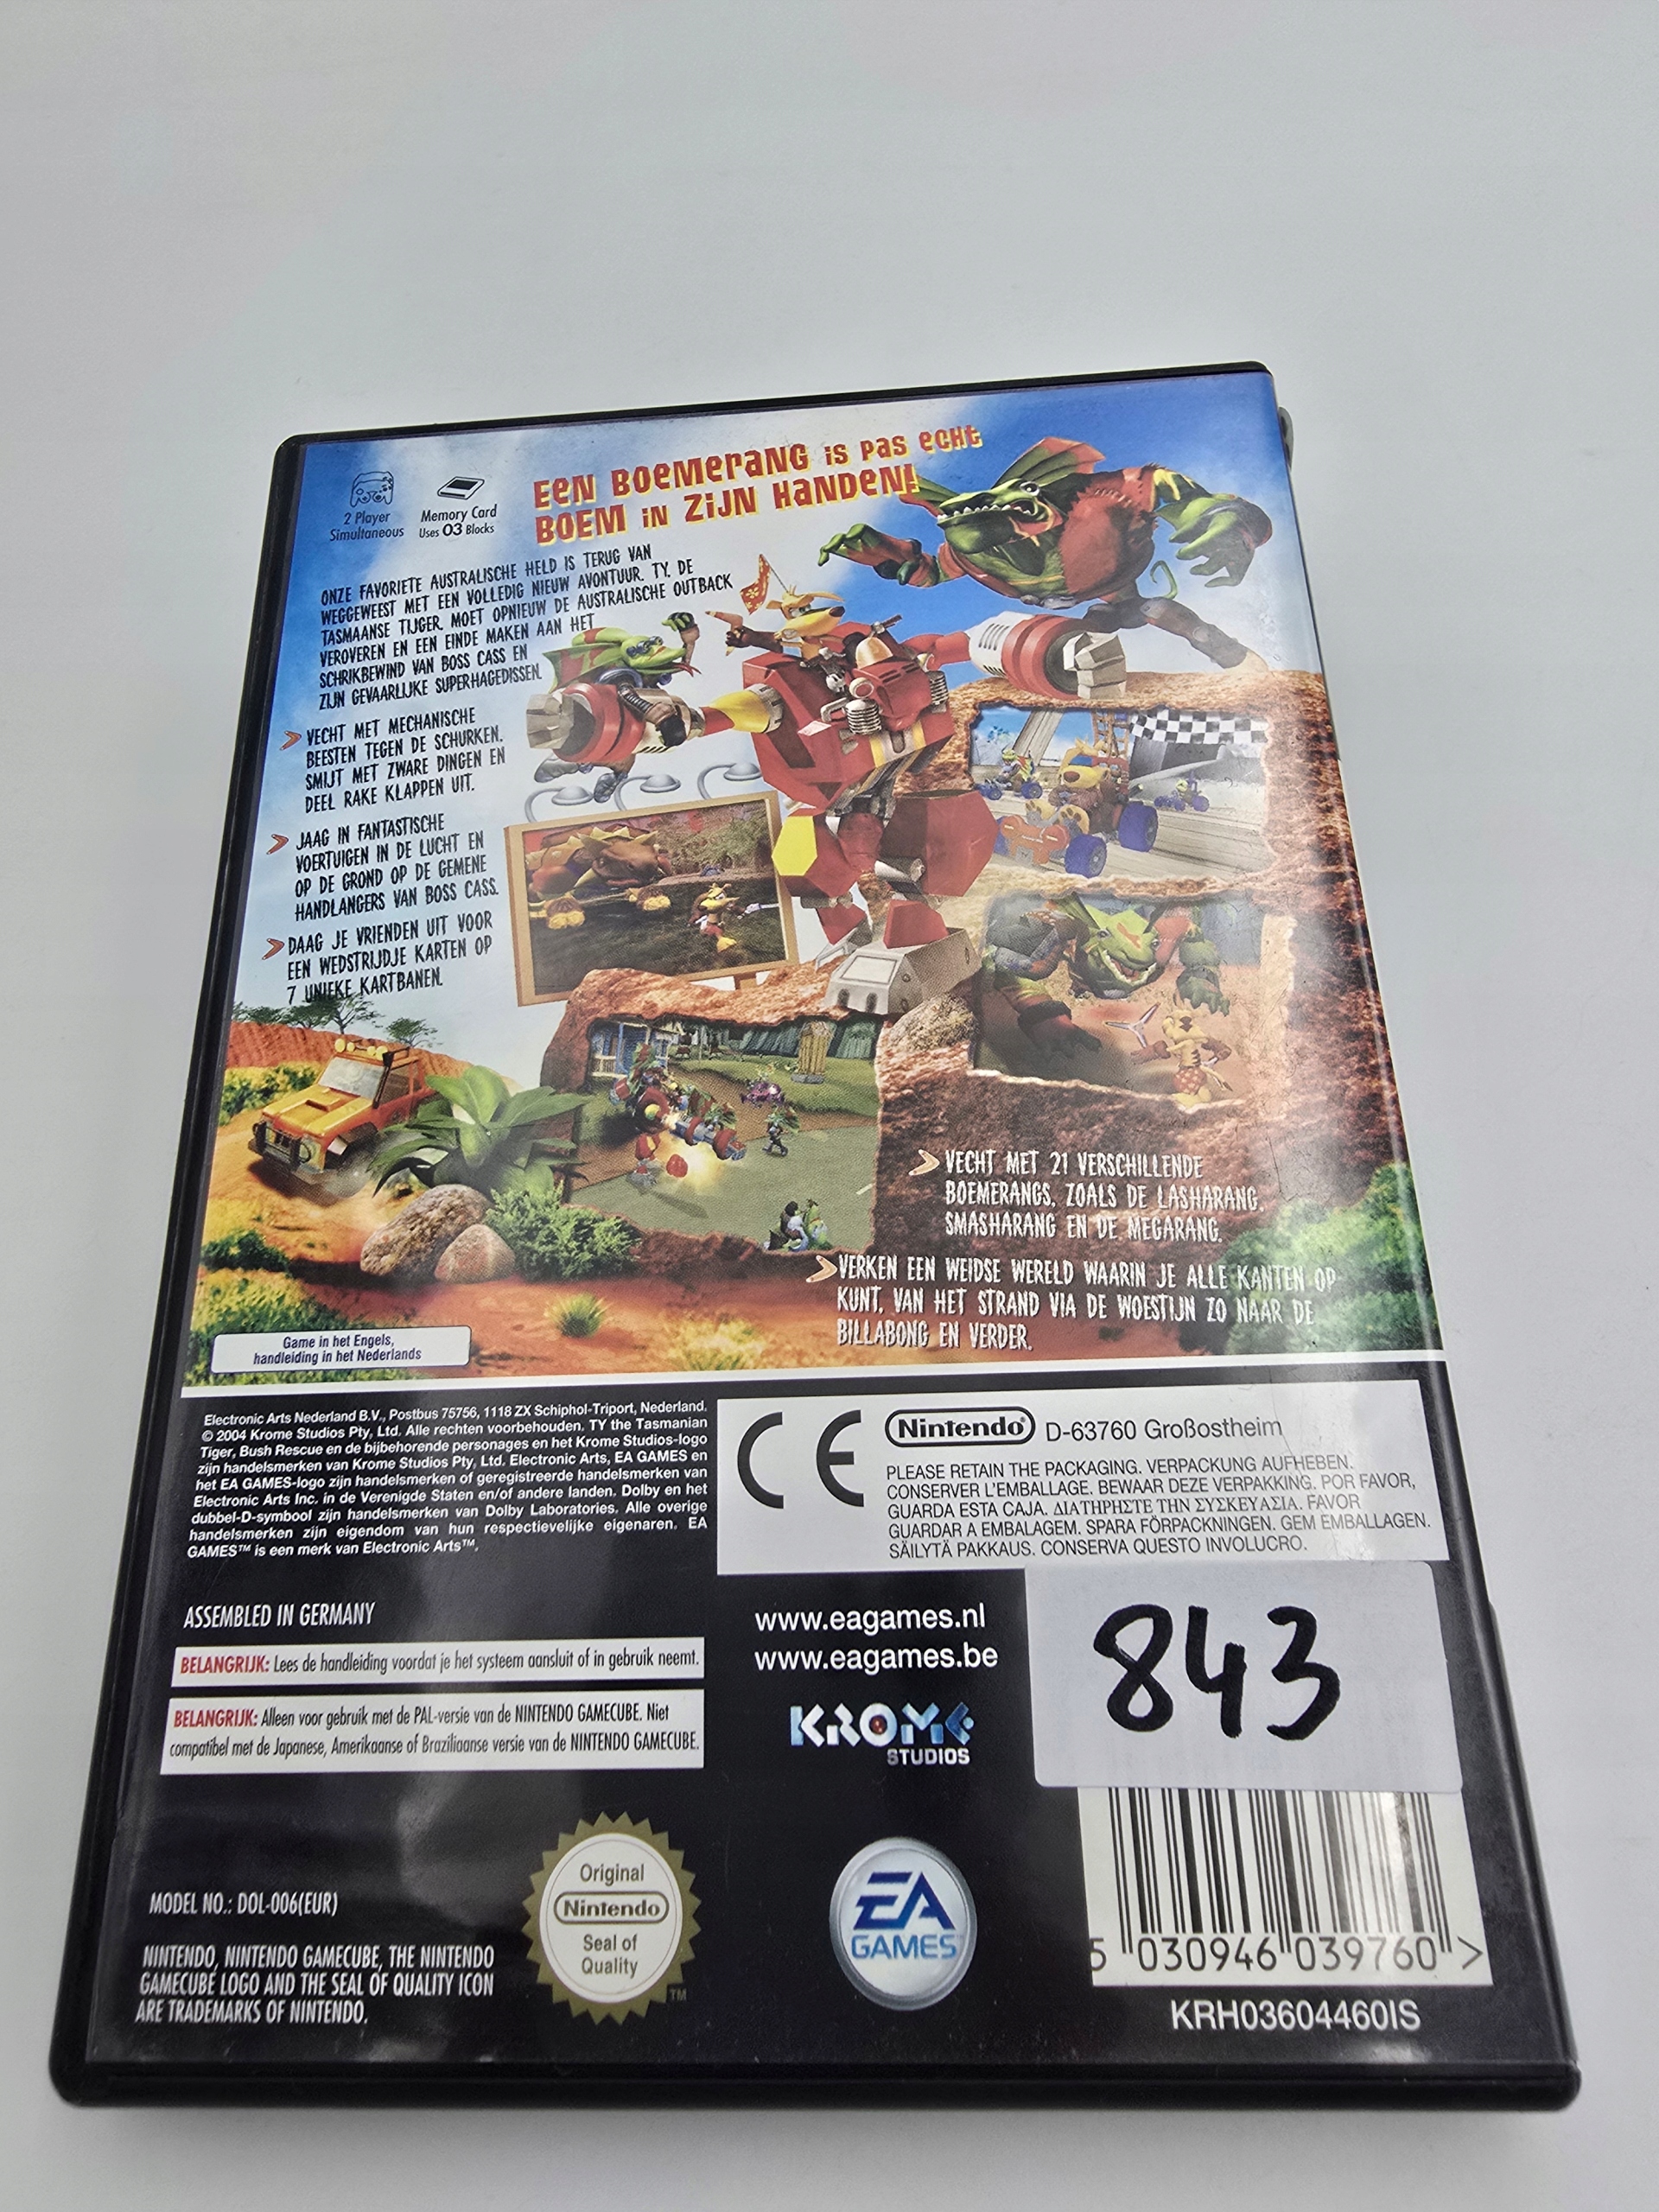 2 Player
Simultaneous
Memory Card
Uses 03 Blocks
EEN BOEMERANG IS PAS ECHT
BOEM IN ZIJN HANDEN!
ONZE FAVORIETE AUSTRALISCHE HELD IS TERUG VAN
WEGGEWEEST MET EEN VOLLEDIG NIEUW AVONTUUR. TY, DE
TASMAANSE TIJGER, MOET OPNIEUW DE AUSTRALISCHE OUTBACK
VEROVEREN EN EEN EINDE MAKEN AAN HET
SCHRIKBEWIND VAN BOSS CASS EN
ZIJN GEVAARLIJKE SUPERHAGEDISSEN.
VECHT MET MECHANISCHE
BEESTEN TEGEN DE SCHURKEN.
SMIJT MET ZWARE DINGEN EN
DEEL RAKE KLAPPEN UIT.
JAAG IN FANTASTISCHE
VOERTUIGEN IN DE LUCHT EN
OP DE GROND OP DE GEMENE
HANDLANGERS VAN BOSS CASS.
DAAG JE VRIENDEN UIT VOOR
EEN WEDSTRIJDJE KARTEN OP
7 UNIEKE KARTBANEN.
VECHT MET 21 VERSCHILLENDE
BOEMERANGS, ZOALS DE LASHARANG,
SMASHARANG EN DE MEGARANG.
VERKEN EEN WEIDSE WERELD WAARIN JE ALLE KANTEN OP
KUNT, VAN HET STRAND VIA DE WOESTIJN ZO NAAR DE
BILLABONG EN VERDER.
Game in het Engels,
handleiding in het Nederlands
Electronic Arts Nederland B.V., Postbus 75756, 1118 ZX Schiphol-Triport, Nederland.
© 2004 Krome Studios Pty, Ltd. Alle rechten voorbehouden. TY the Tasmanian
Tiger, Bush Rescue en de bijbehorende personages en het Krome Studios-logo
zijn handelsmerken van Krome Studios Pty, Ltd. Electronic Arts, EA GAMES en
het EA GAMES-logo zijn handelsmerken of geregistreerde handelsmerken van
Electronic Arts Inc. in de Verenigde Staten en/of andere landen. Dolby en het
dubbel-D-symbool zijn handelsmerken van Dolby Laboratories. Alle overige
handelsmerken zijn eigendom van hun respectievelijke eigenaren. EA
GAMES™ is een merk van Electronic Arts™.
CE
Nintendo® D-63760 Großostheim
PLEASE RETAIN THE PACKAGING. VERPACKUNG AUFHEBEN.
CONSERVER L'EMBALLAGE. BEWAAR DEZE VERPAKKING. POR FAVOR,
GUARDA ESTA CAJA. ΔΙΑΤΗΡΗΣΤΕ ΤΗΝ ΣΥΣΚΕΥΑΣΙΑ. FAVOR
GUARDAR A EMBALAGEM. SPARA FÖRPACKNINGEN. GEM EMBALLAGEN.
SÄILYTÄ PAKKAUS. CONSERVA QUESTO INVOLUCRO.
ASSEMBLED IN GERMANY
BELANGRIJK: Lees de handleiding voordat je het systeem aansluit of in gebruik neemt.
BELANGRIJK: Alleen voor gebruik met de PAL-versie van de NINTENDO GAMECUBE. Niet
compatibel met de Japanese, Amerikaanse of Braziliaanse versie van de NINTENDO GAMECUBE.
www.eagames.nl
www.eagames.be
KROME
STUDIOS
843
MODEL NO.: DOL-006(EUR)
NINTENDO, NINTENDO GAMECUBE, THE NINTENDO
GAMECUBE LOGO AND THE SEAL OF QUALITY ICON
ARE TRADEMARKS OF NINTENDO.
Original
Nintendo
Seal of
Quality
TM
EA
GAMES
5 030946 039760 >
KRH03604460IS